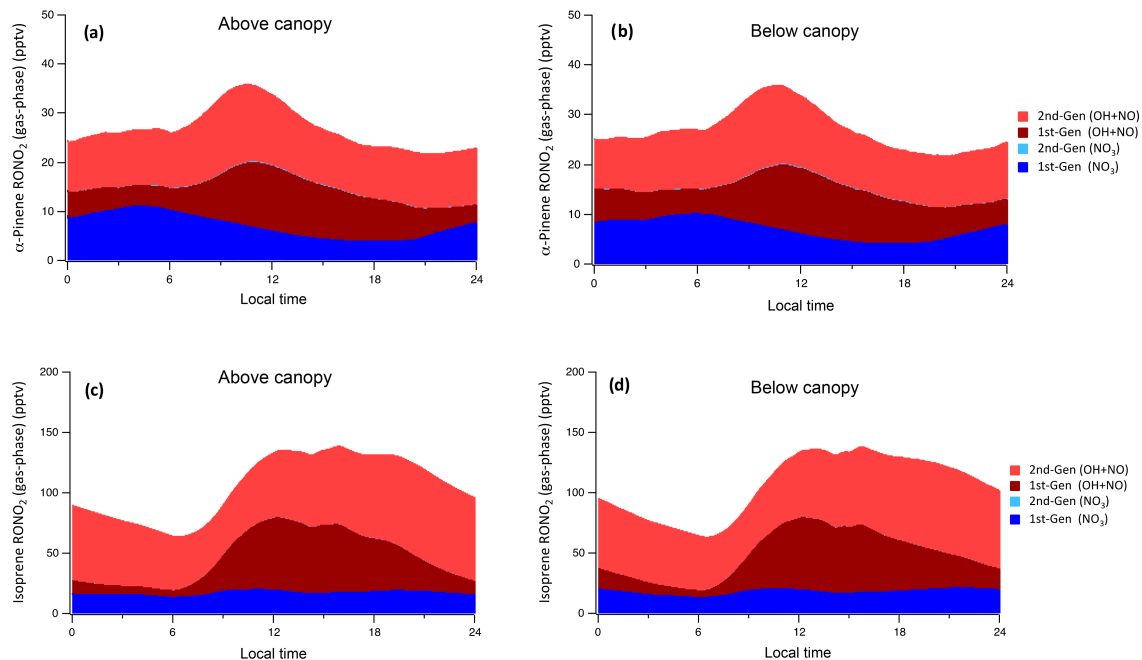 (a)
Above canopy
α-Pinene RONO2 (gas-phase) (pptv)
50
40
30
20
10
0
0
6
12
18
24
Local time
(b)
Below canopy
α-Pinene RONO2 (gas-phase) (pptv)
50
40
30
20
10
0
0
6
12
18
24
Local time
2nd-Gen (OH+NO)
1st-Gen (OH+NO)
2nd-Gen (NO3)
1st-Gen (NO3)
(c)
Above canopy
Isoprene RONO2 (gas-phase) (pptv)
200
150
100
50
0
0
6
12
18
24
Local time
(d)
Below canopy
Isoprene RONO2 (gas-phase) (pptv)
200
150
100
50
0
0
6
12
18
24
Local time
2nd-Gen (OH+NO)
1st-Gen (OH+NO)
2nd-Gen (NO3)
1st-Gen (NO3)